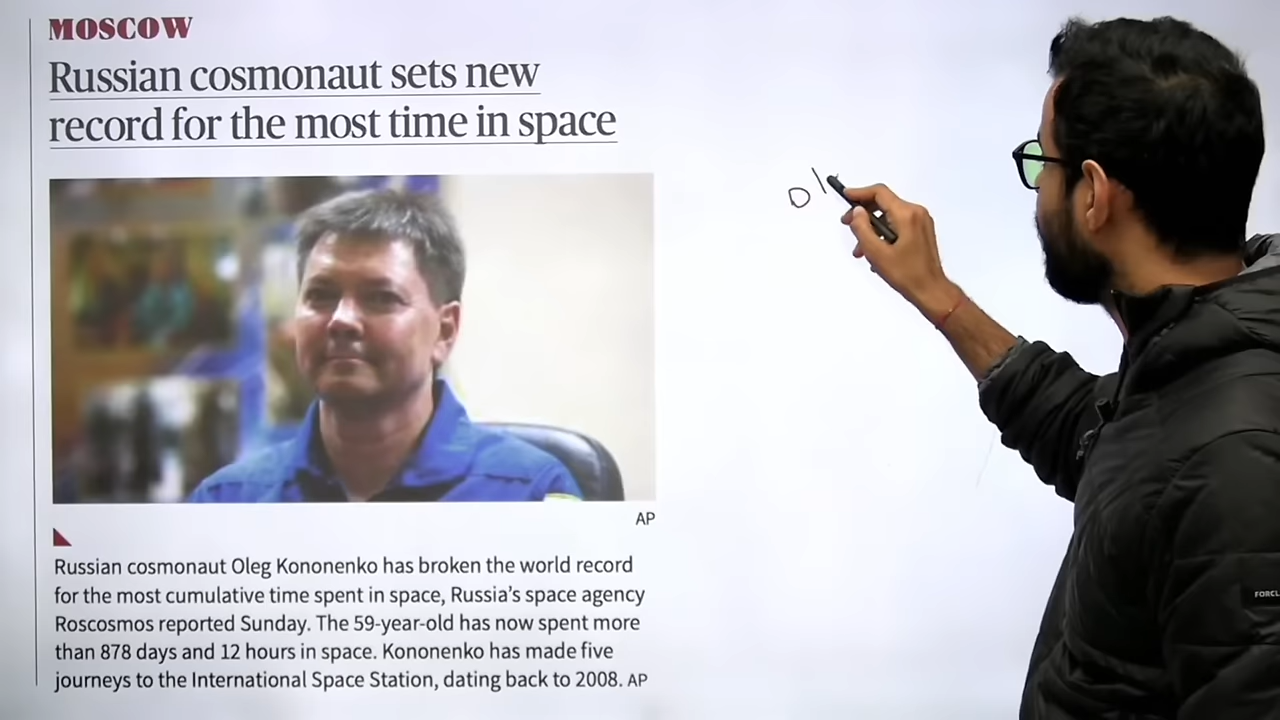 MOSCOW
Russian cosmonaut sets new
record for the most time in space
AP
Russian cosmonaut Oleg Kononenko has broken the world record
for the most cumulative time spent in space, Russia's space agency
Roscosmos reported Sunday. The 59-year-old has now spent more
than 878 days and 12 hours in space. Kononenko has made five
journeys to the International Space Station, dating back to 2008. AP
Ol
FORCL